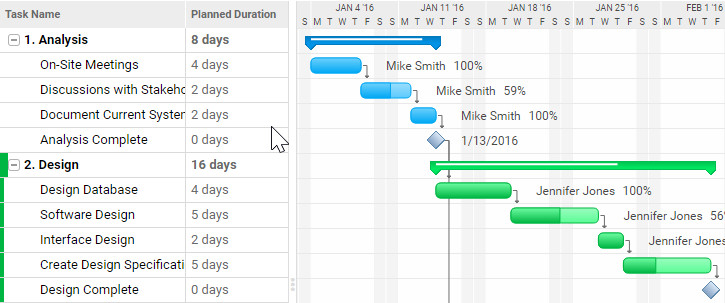 Task Name Planned Duration JAN 4 '16 JAN 11 '16 JAN 18 '16 JAN 25 '16 FEB 1 '16
S M T W T F S S M T W T F S S M T W T F S S M T W T F S S M T W T F
1. Analysis 8 days
On-Site Meetings 4 days Mike Smith 100%
Discussions with Stakeho 2 days Mike Smith 59%
Document Current System 2 days Mike Smith 100%
Analysis Complete 0 days 1/13/2016
2. Design 16 days
Design Database 4 days Jennifer Jones 100%
Software Design 5 days Jennifer Jones 56
Interface Design 2 days Jennifer Jones
Create Design Specificati 5 days
Design Complete 0 days